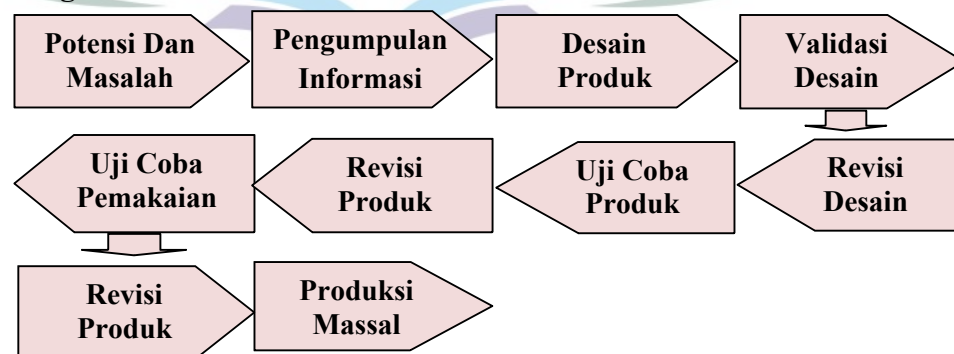 Potensi Dan
Masalah
Pengumpulan
Informasi
Desain
Produk
Validasi
Desain
Revisi
Desain
Uji Coba
Produk
Revisi
Produk
Uji Coba
Pemakaian
Revisi
Produk
Produksi
Massal